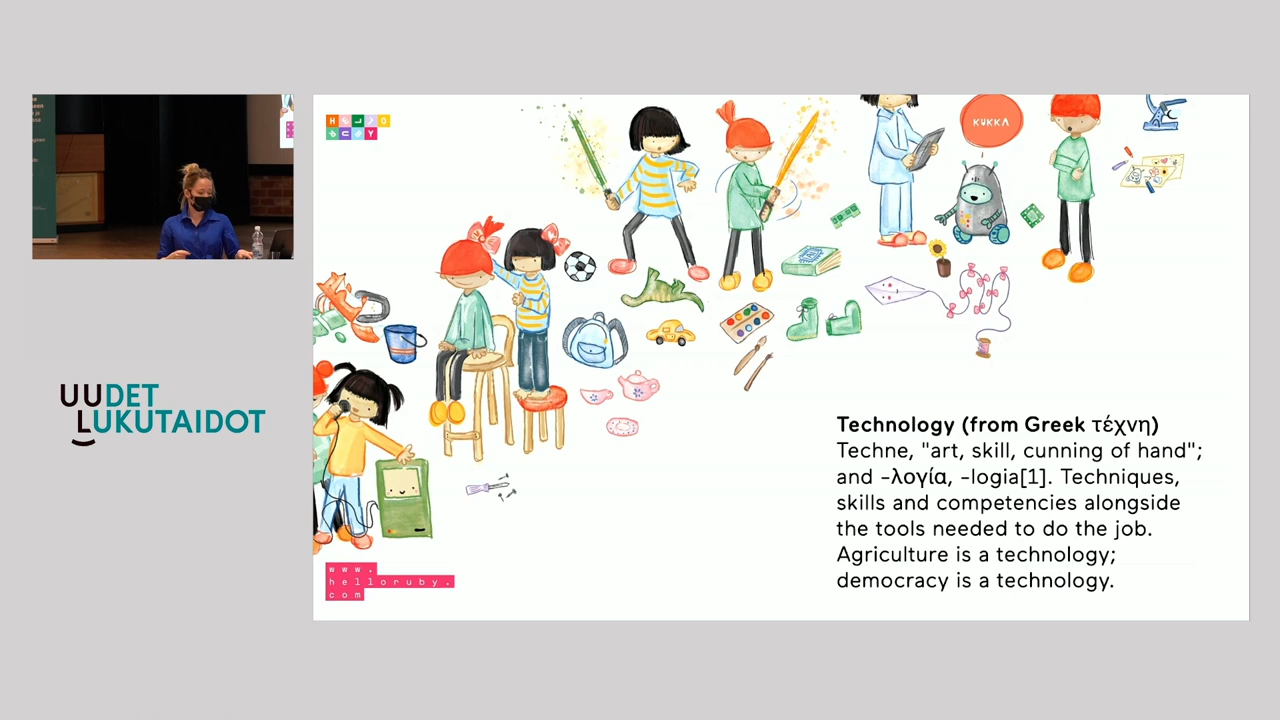 HELLO
RUBY
KUKKA
UUDET
LUKUTAIDOT
Technology (from Greek τέχνη)
Techne, "art, skill, cunning of hand";
and -λογία, -logia[1]. Techniques,
skills and competencies alongside
the tools needed to do the job.
Agriculture is a technology;
democracy is a technology.
www.
helloruby.
com